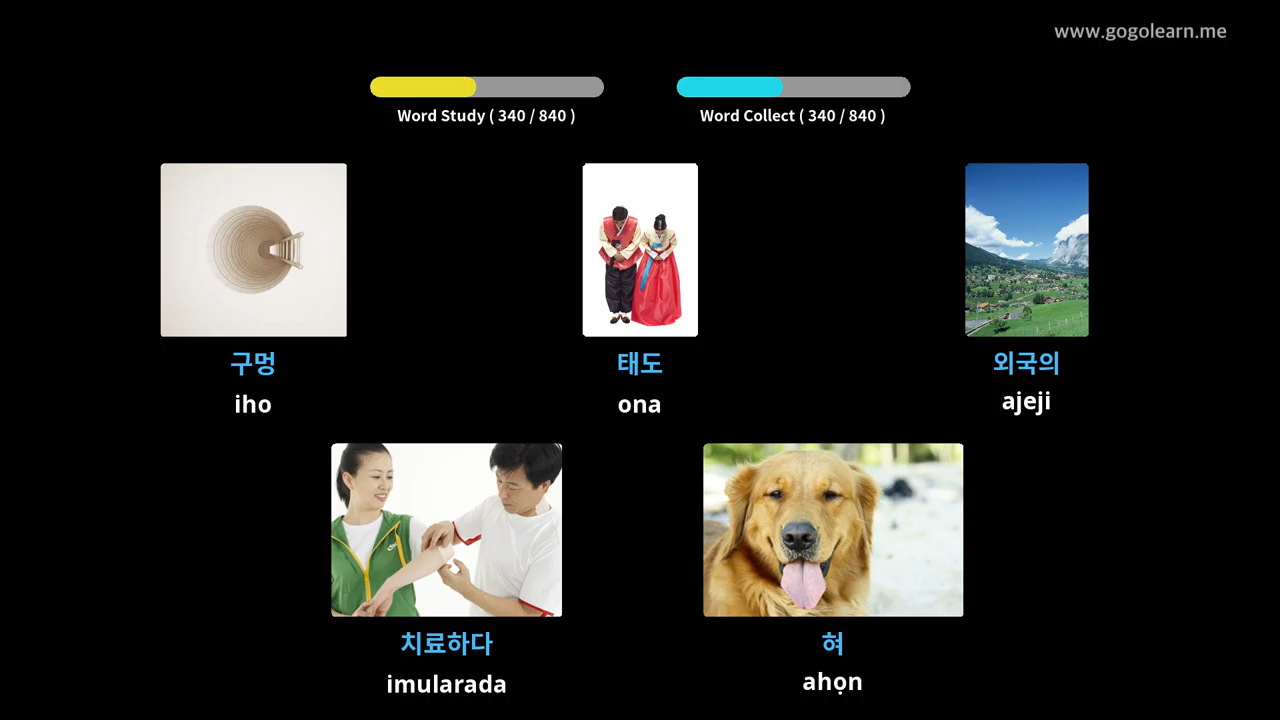 www.gogolearn.me
Word Study ( 340 / 840 )
Word Collect ( 340 / 840 )
구멍
iho
태도
ona
외국의
ajeji
치료하다
imularada
혀
ahọn